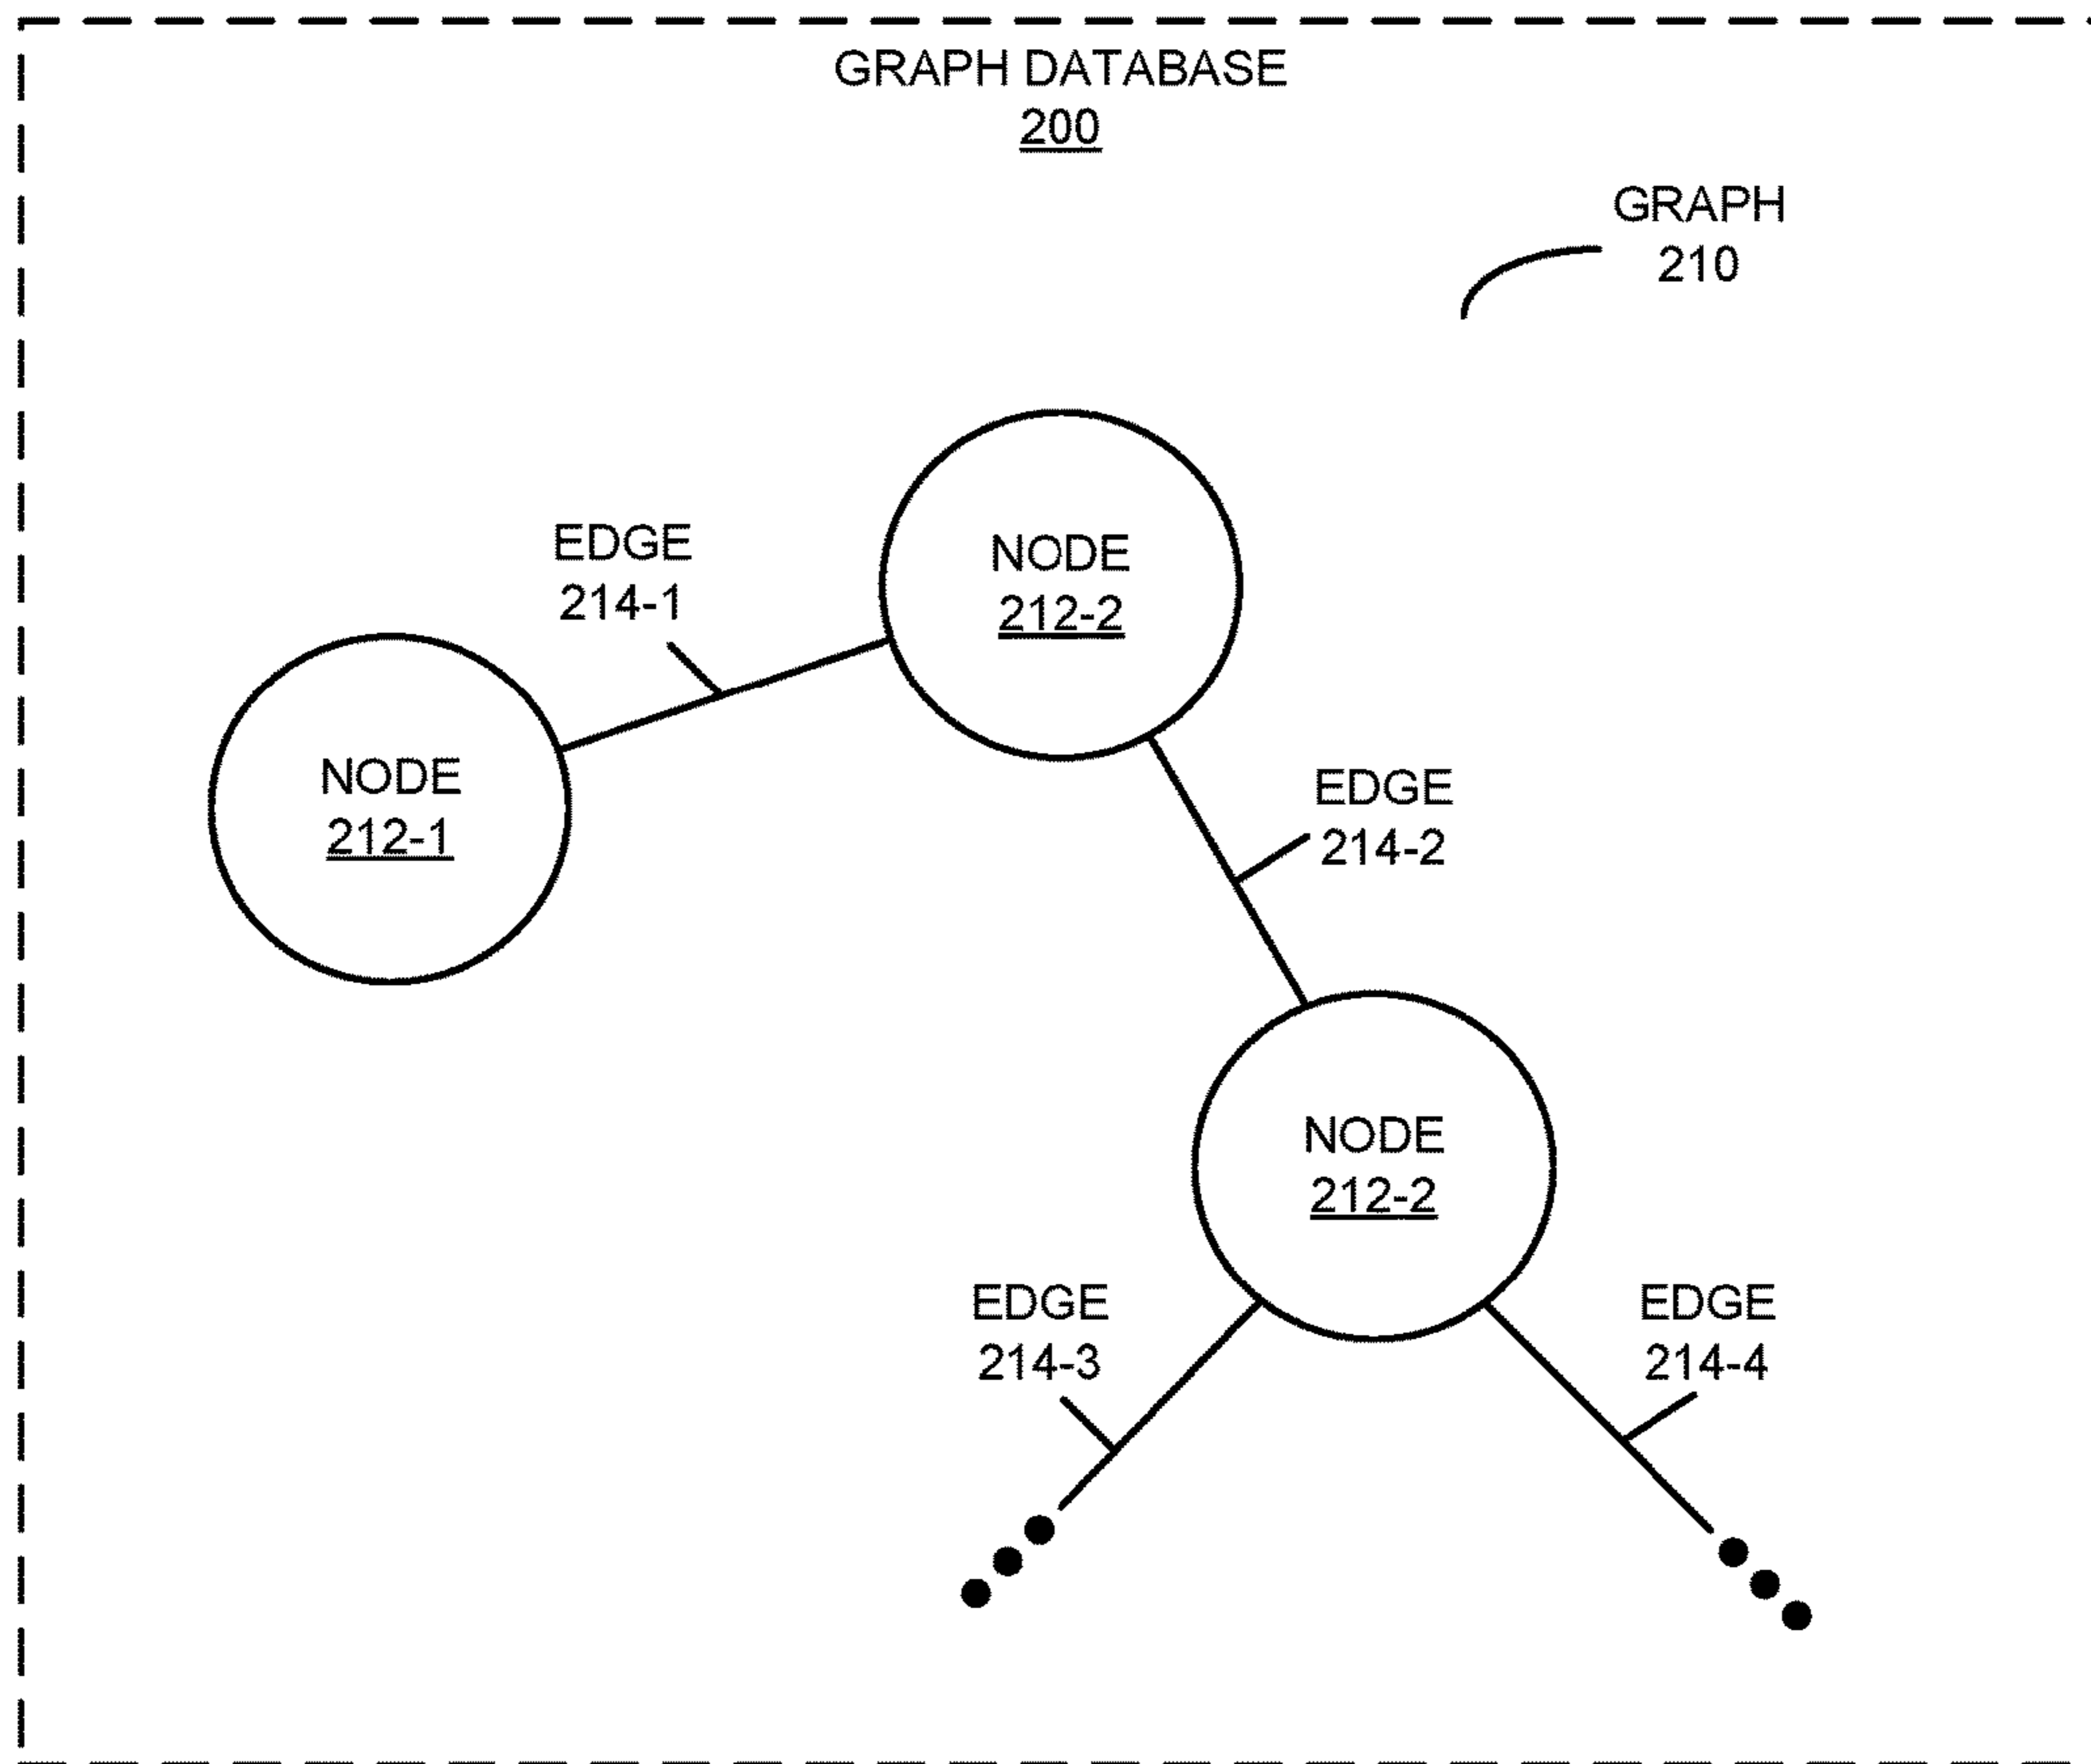 GRAPH DATABASE
200
GRAPH
210
EDGE
214-1
NODE
212-2
NODE
212-1
EDGE
214-2
NODE
212-2
EDGE
214-3
EDGE
214-4